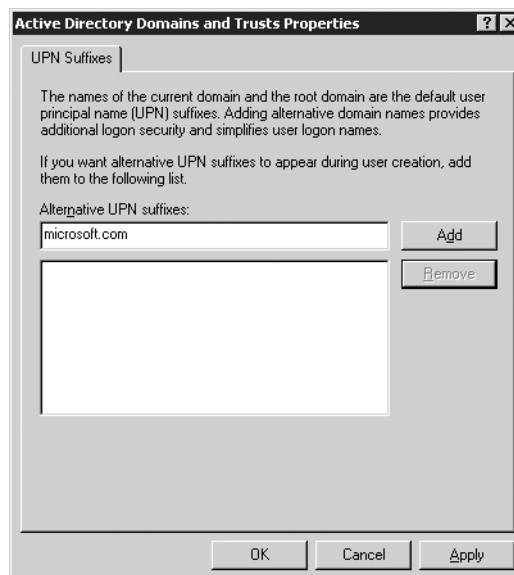 Active Directory Domains and Trusts Properties
UPN Suffixes
The names of the current domain and the root domain are the default user
principal name (UPN) suffixes. Adding alternative domain names provides
additional logon security and simplifies user logon names.
If you want alternative UPN suffixes to appear during user creation, add
them to the following list.
Alternative UPN suffixes:
microsoft.com
Add
Remove
OK
Cancel
Apply